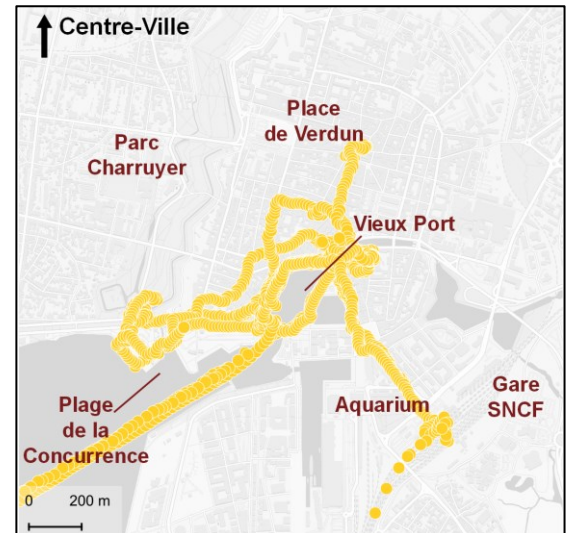 Centre-Ville
Place
de Verdun
Parc
Charruyer
Vieux Port
Plage
de la
Concurrence
Aquarium
Gare
SNCF
0 200 m